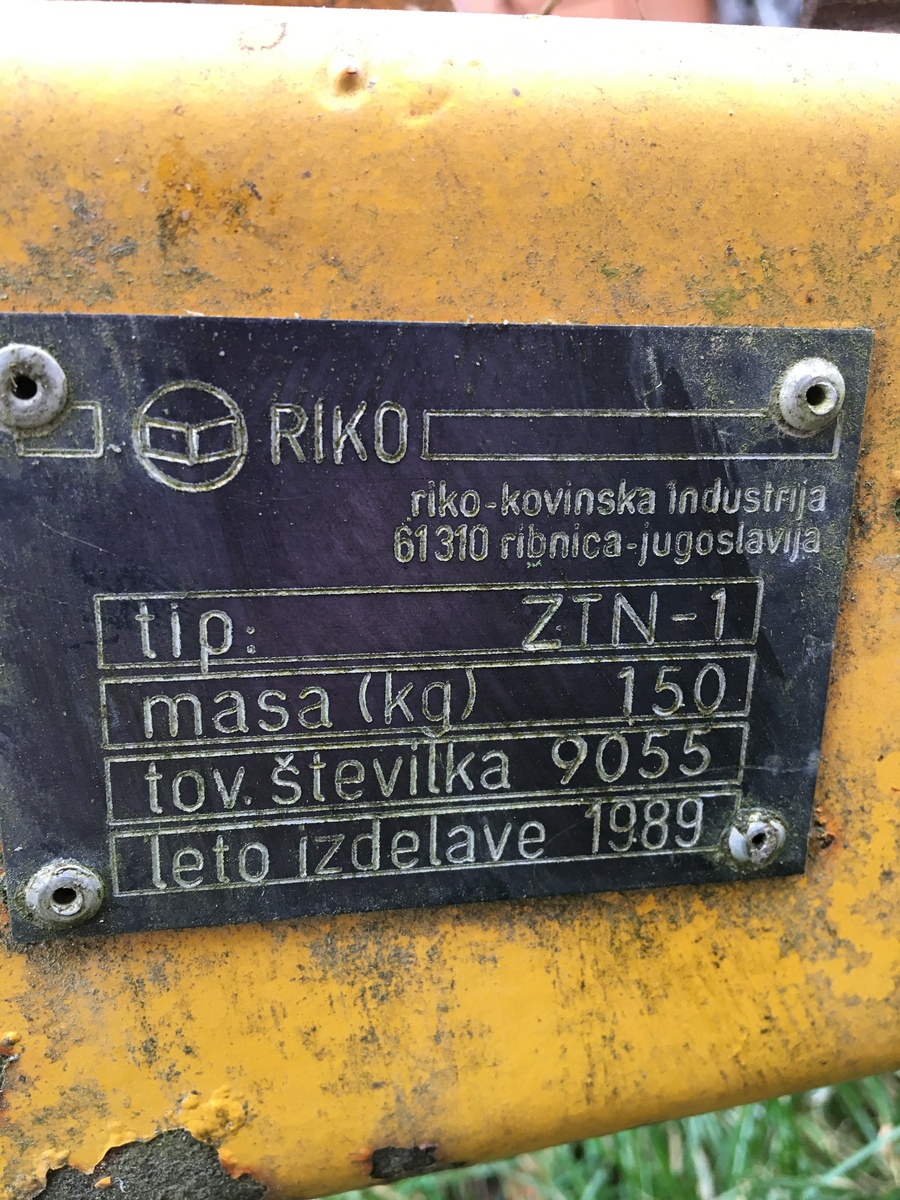 RIKO
riko-kovinska industrija
61310 ribnica-jugoslavija
tip: ZTN-1
masa (kg) 150
tov. številka 9055
leto izdelave 1989